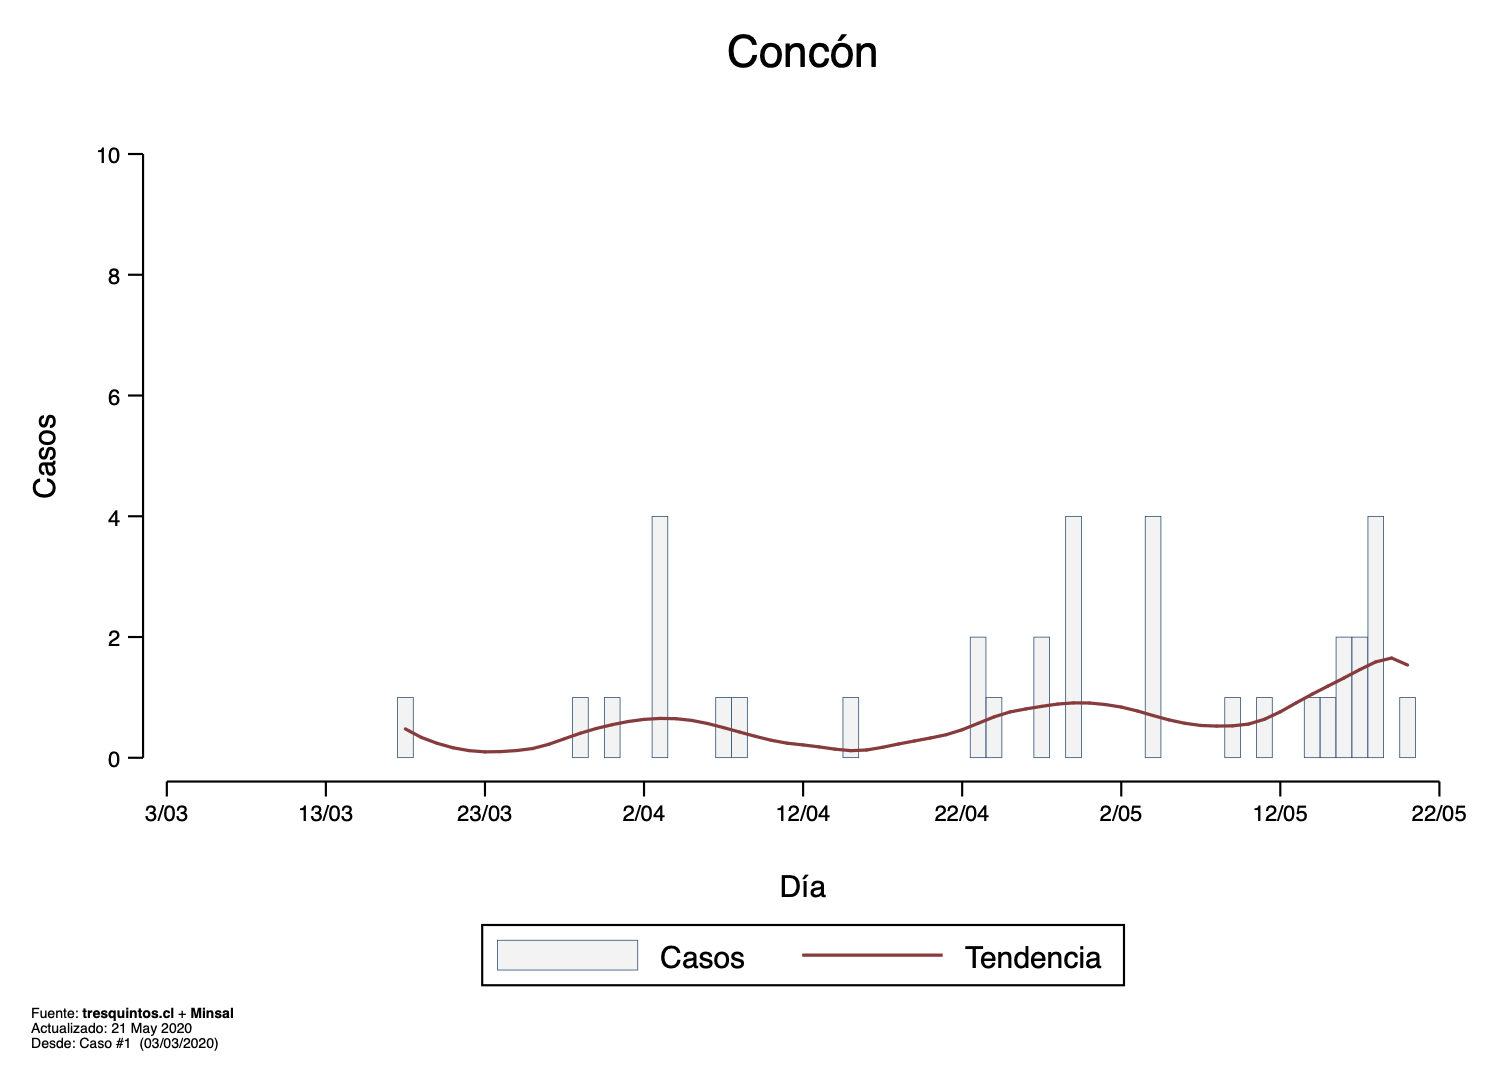 Concón
Casos
10
8
6
4
2
0
3/03 13/03 23/03 2/04 12/04 22/04 2/05 12/05 22/05
Día
Casos Tendencia
Fuente: tresquintos.cl + Minsal
Actualizado: 21 May 2020
Desde: Caso #1 (03/03/2020)